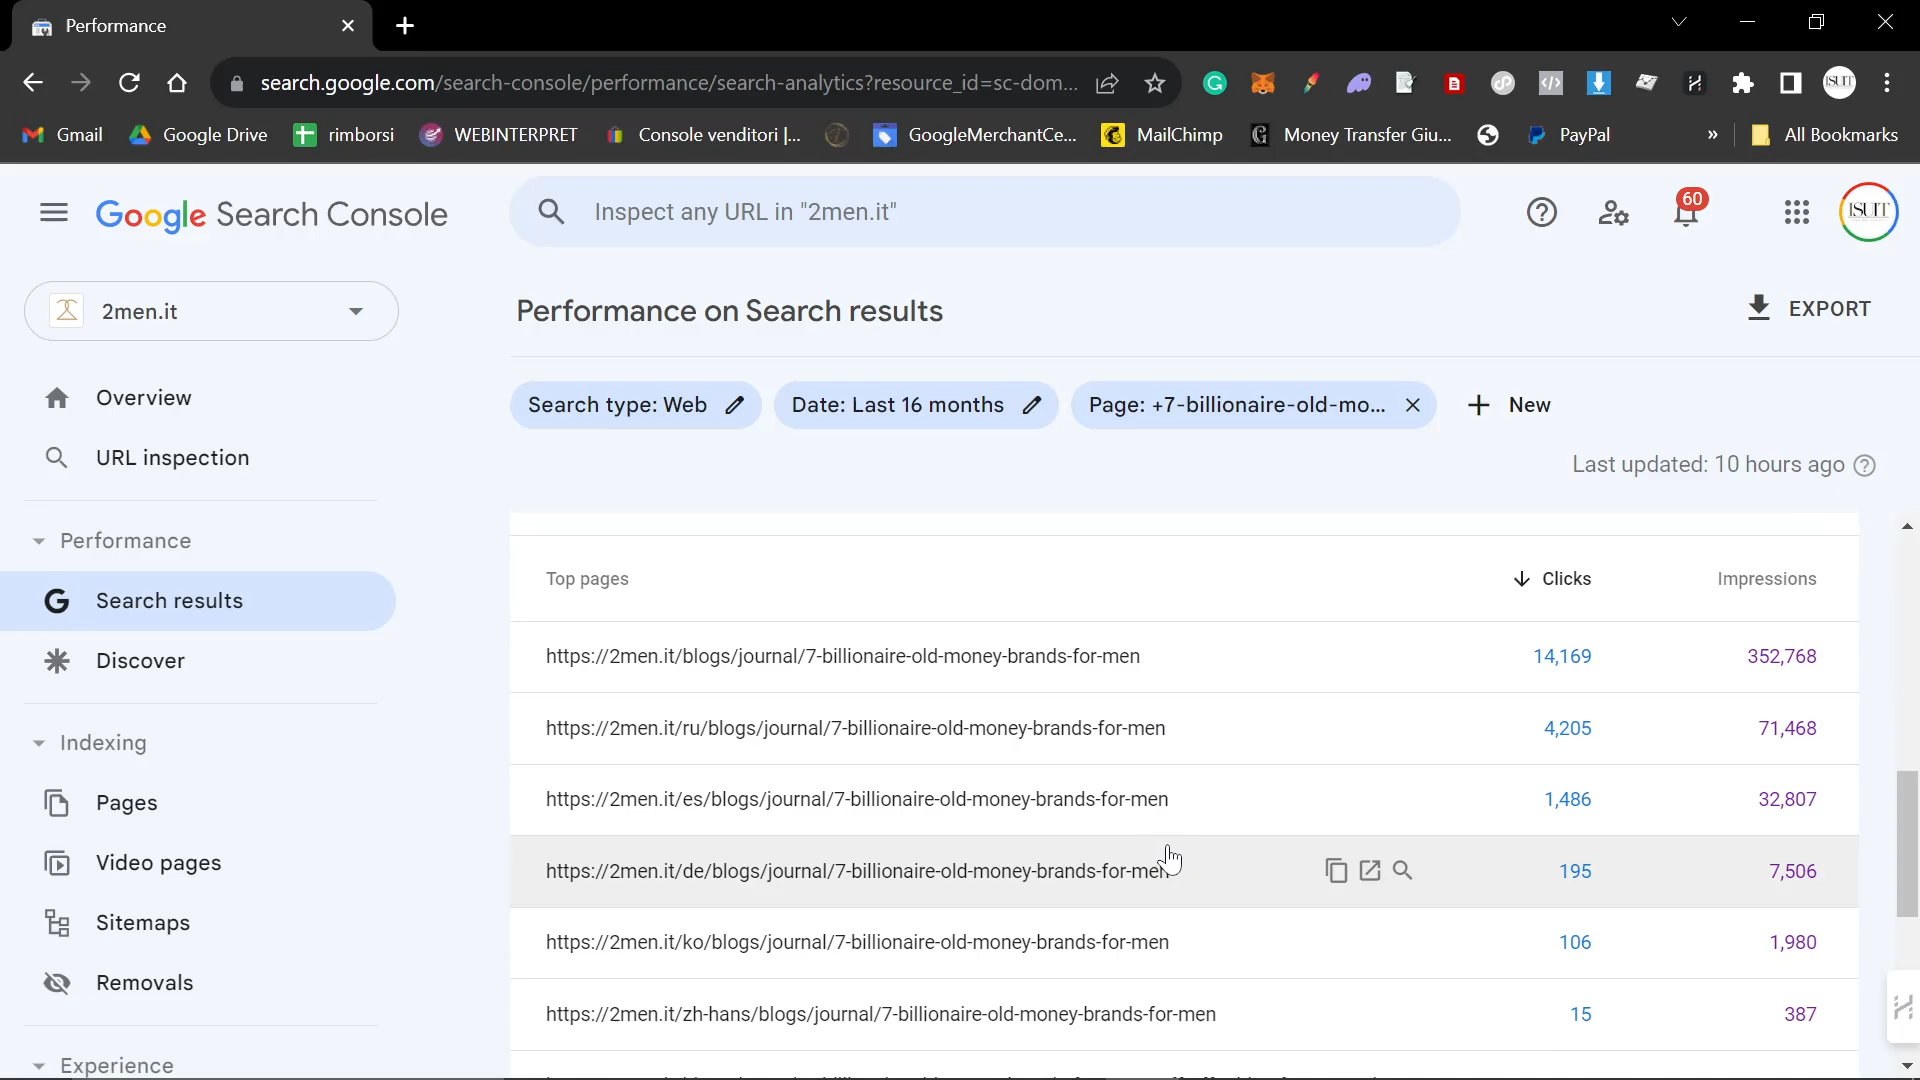 Performance
search.google.com/search-console/performance/search-analytics?resource_id=sc-dom...
ISUIT
Gmail
Google Drive
rimborsi
WEBINTERPRET
Console venditori |...
GoogleMerchantCe...
MailChimp
Money Transfer Giu...
PayPal
»
All Bookmarks
Google Search Console
Inspect any URL in "2men.it"
60
ISUIT
2men.it
Performance on Search results
EXPORT
Overview
Search type: Web
Date: Last 16 months
Page: +7-billionaire-old-mo...
New
URL inspection
Last updated: 10 hours ago
Performance
Top pages
Clicks
Impressions
Search results
https://2men.it/blogs/journal/7-billionaire-old-money-brands-for-men 14,169 352,768
Discover
https://2men.it/ru/blogs/journal/7-billionaire-old-money-brands-for-men 4,205 71,468
Indexing
https://2men.it/es/blogs/journal/7-billionaire-old-money-brands-for-men 1,486 32,807
Pages
https://2men.it/de/blogs/journal/7-billionaire-old-money-brands-for-men 195 7,506
Video pages
https://2men.it/ko/blogs/journal/7-billionaire-old-money-brands-for-men 106 1,980
Sitemaps
https://2men.it/zh-hans/blogs/journal/7-billionaire-old-money-brands-for-men 15 387
Removals
Experience